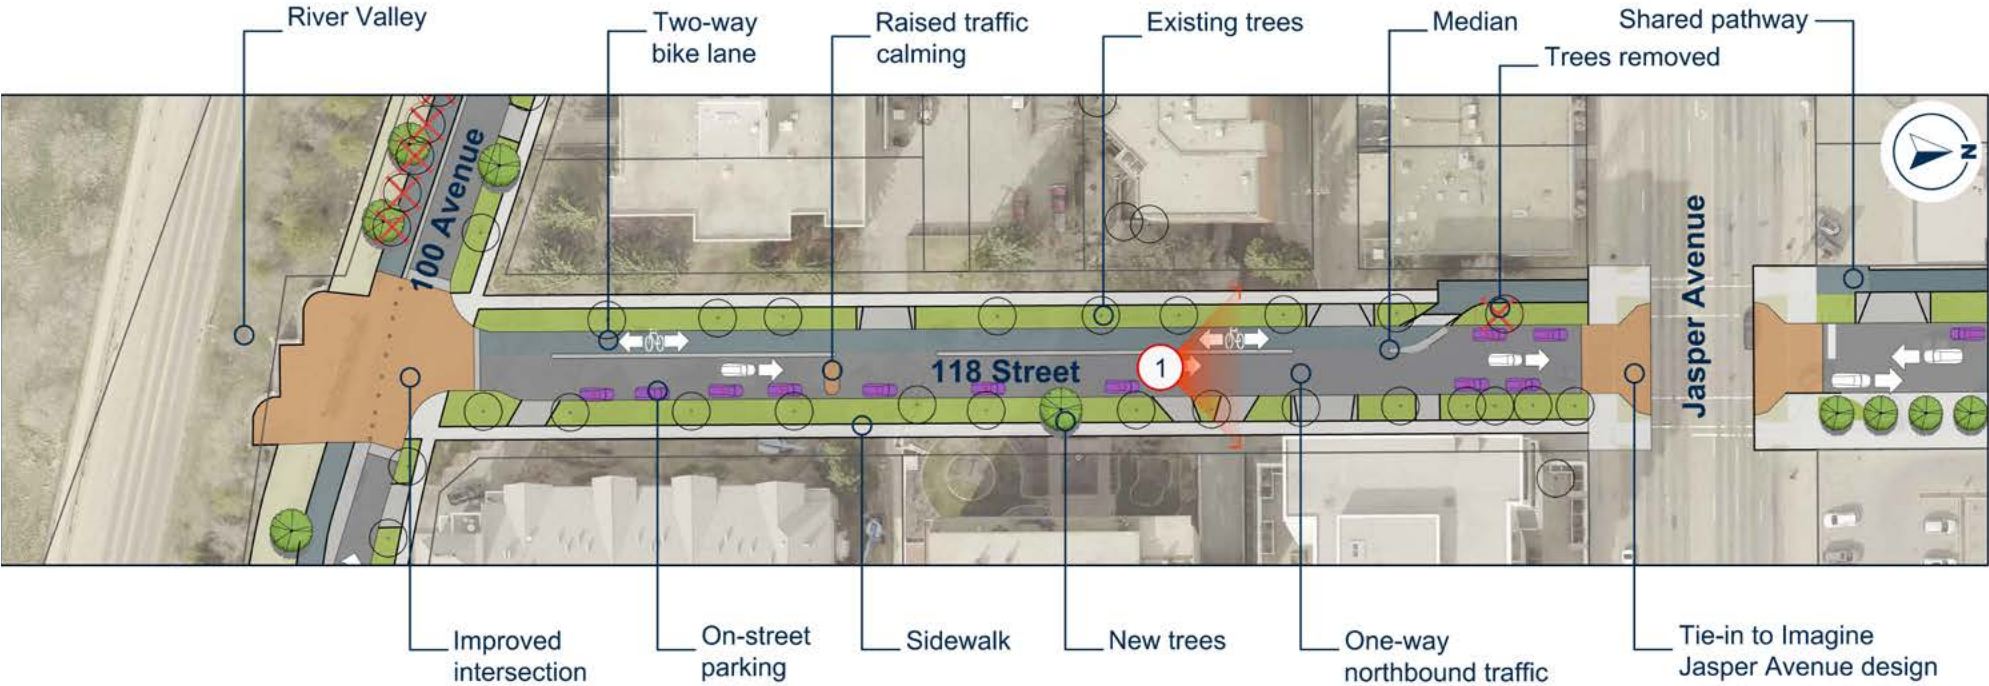 River Valley
Two-way
bike lane
Raised traffic
calming
Existing trees
Median
Shared pathway
Trees removed
N
100 Avenue
118 Street
1
Jasper Avenue
Improved
intersection
On-street
parking
Sidewalk
New trees
One-way
northbound traffic
Tie-in to Imagine
Jasper Avenue design